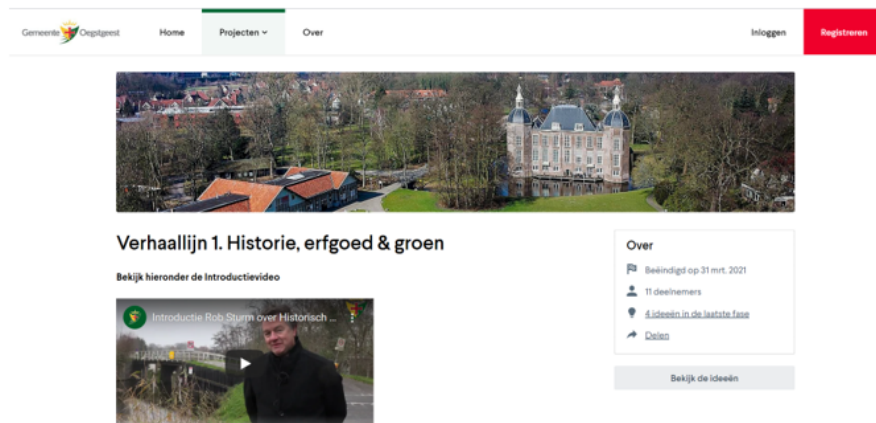 Gemeente Oegstgeest
Home
Projecten
Over
Inloggen
Registreren
Verhaallijn 1. Historie, erfgoed & groen
Bekijk hieronder de Introductievideo
Introductie Rob Sturm over Historisch ...
Over
Beëindigd op 31 mrt. 2021
11 deelnemers
4 ideeën in de laatste fase
Delen
Bekijk de ideeën